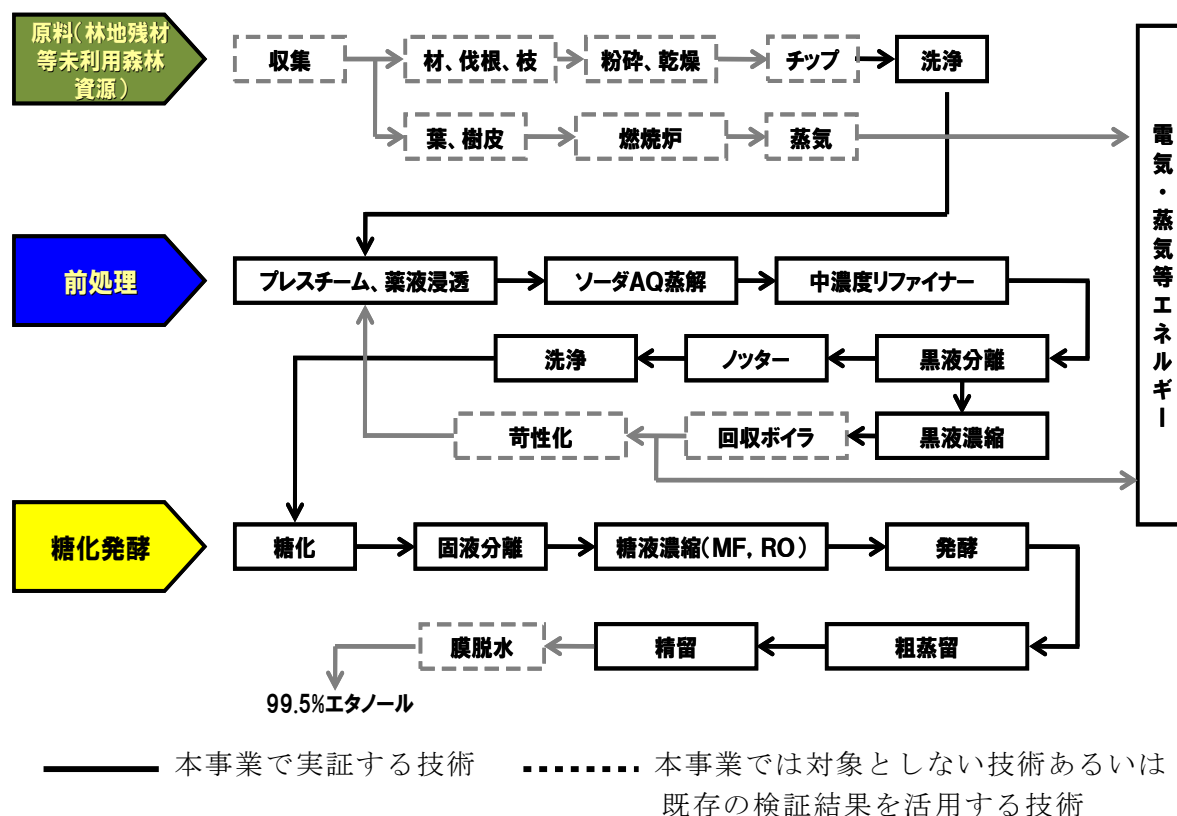 原料(林地残材
等未利用森林
資源)
収集
材、伐根、枝
粉砕、乾燥
チップ
洗浄
葉、樹皮
燃焼炉
蒸気
電気・蒸気等エネルギー
前処理
プレスチーム、薬液浸透
ソーダAQ蒸解
中濃度リファイナー
洗浄
ノッター
黒液分離
苛性化
回収ボイラ
黒液濃縮
糖化発酵
糖化
固液分離
糖液濃縮(MF, RO)
発酵
膜脱水
精留
粗蒸留
99.5%エタノール
本事業で実証する技術
本事業では対象としない技術あるいは
既存の検証結果を活用する技術